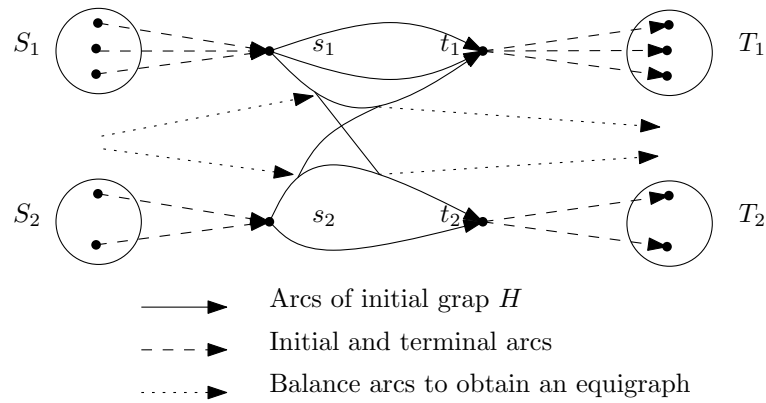 S₁ s₁ t₁ T₁
S₂ s₂ t₂ T₂
Arcs of initial grap H
Initial and terminal arcs
Balance arcs to obtain an equigraph